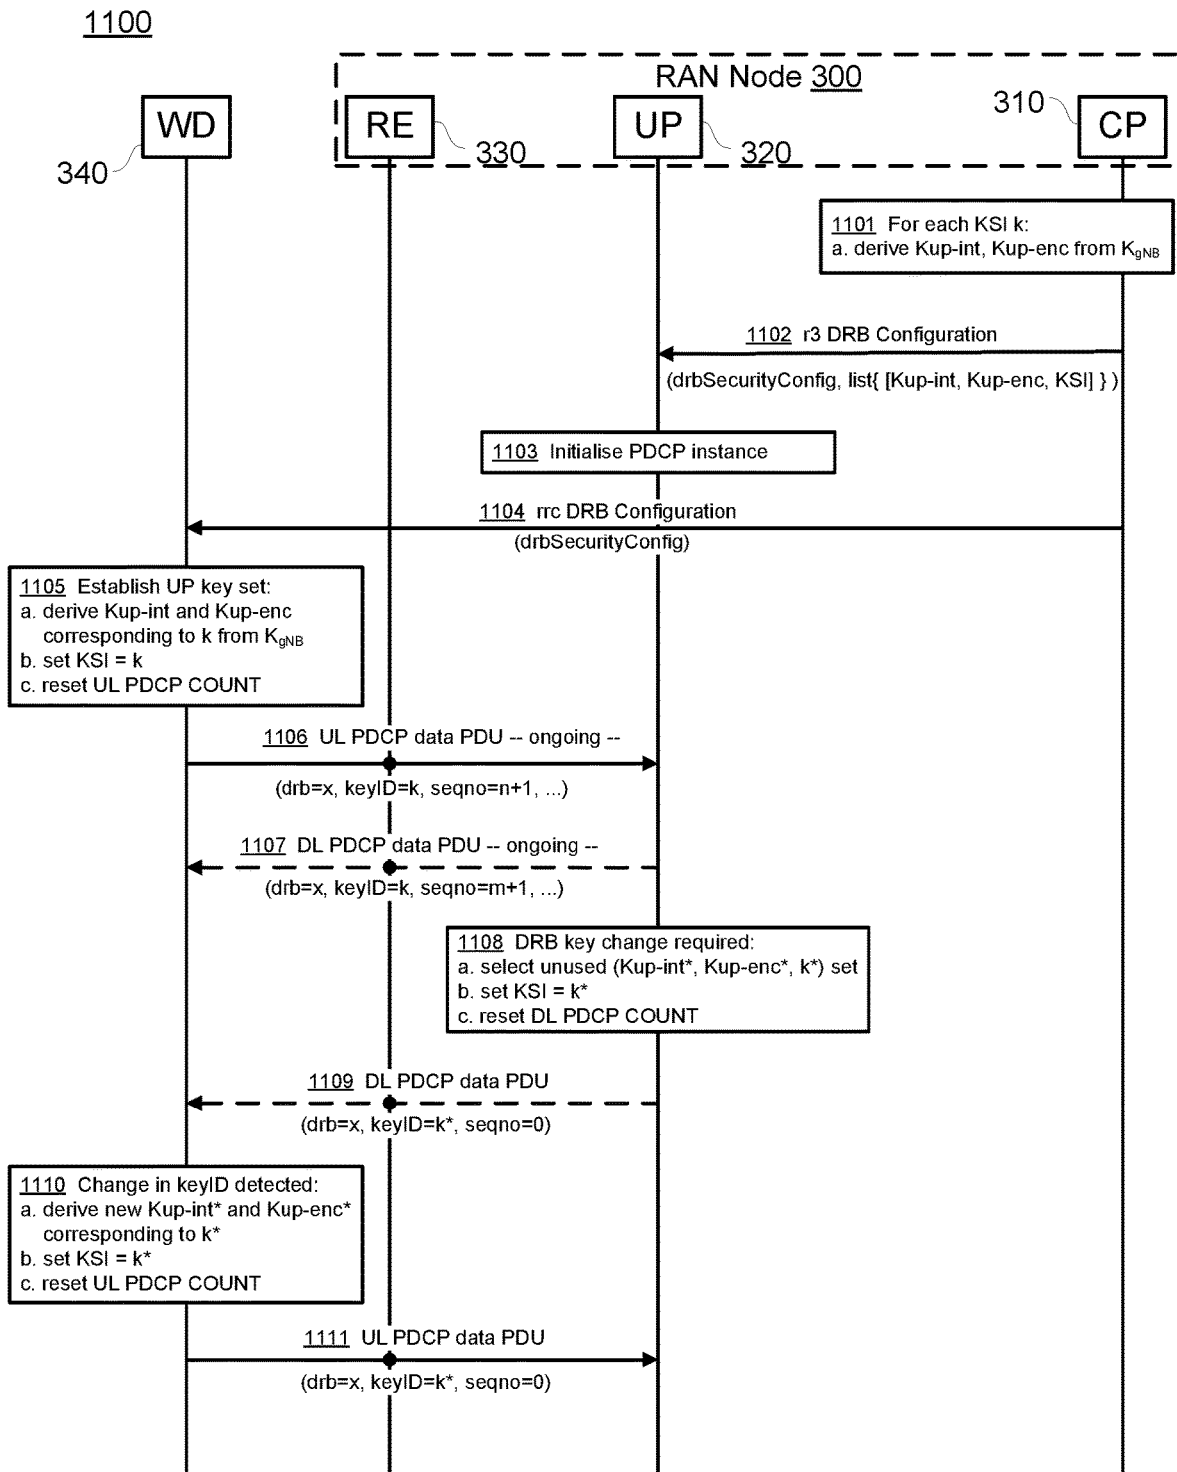 1100
RAN Node 300
WD
RE
UP
CP
340
330
320
310
1101 For each KSI k:
a. derive Kup-int, Kup-enc from KgNB
1102 r3 DRB Configuration
(drbSecurityConfig, list{ [Kup-int, Kup-enc, KSI] } )
1103 Initialise PDCP instance
1104 rrc DRB Configuration
(drbSecurityConfig)
1105 Establish UP key set:
a. derive Kup-int and Kup-enc
corresponding to k from KgNB
b. set KSI = k
c. reset UL PDCP COUNT
1106 UL PDCP data PDU -- ongoing --
(drb=x, keyID=k, seqno=n+1, ...)
1107 DL PDCP data PDU -- ongoing --
(drb=x, keyID=k, seqno=m+1, ...)
1108 DRB key change required:
a. select unused (Kup-int*, Kup-enc*, k*) set
b. set KSI = k*
c. reset DL PDCP COUNT
1109 DL PDCP data PDU
(drb=x, keyID=k*, seqno=0)
1110 Change in keyID detected:
a. derive new Kup-int* and Kup-enc*
corresponding to k*
b. set KSI = k*
c. reset UL PDCP COUNT
1111 UL PDCP data PDU
(drb=x, keyID=k*, seqno=0)